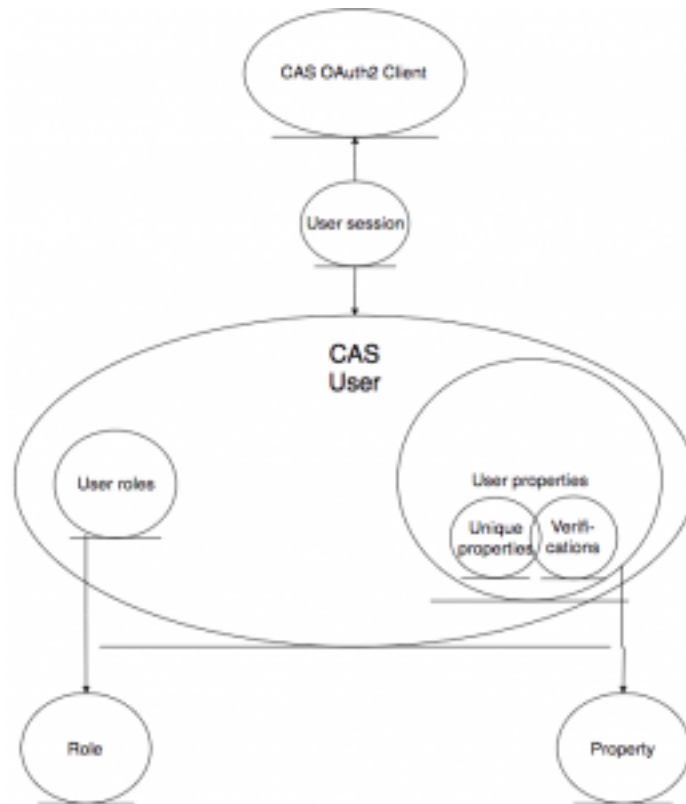 CAS OAuth2 Client
User session
CAS
User
User roles
User properties
Unique
properties
Verifi-
cations
Role
Property